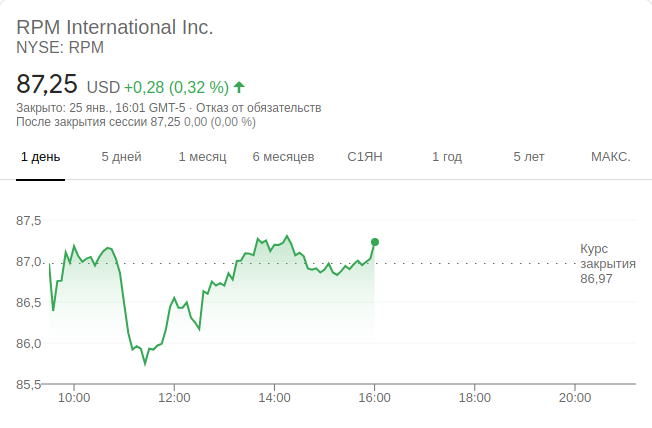 RPM International Inc.
NYSE: RPM
87,25 USD +0,28 (0,32 %)
Закрыто: 25 янв., 16:01 GMT-5 · Отказ от обязательств
После закрытия сессии 87,25 0,00 (0,00 %)
1 день 5 дней 1 месяц 6 месяцев С1ЯН 1 год 5 лет МАКС.
87,5
87,0
86,5
86,0
85,5
Курс
закрытия
86,97
10:00 12:00 14:00 16:00 18:00 20:00